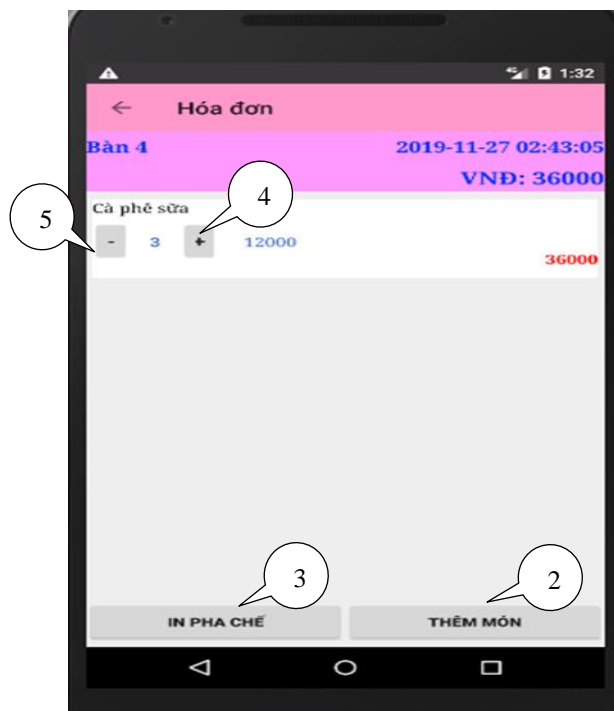 1:32
Hóa đơn
Bàn 4 2019-11-27 02:43:05
VNĐ: 36000
5
4
Cà phê sữa
- 3 + 12000
36000
3
2
IN PHA CHẾ THÊM MÓN